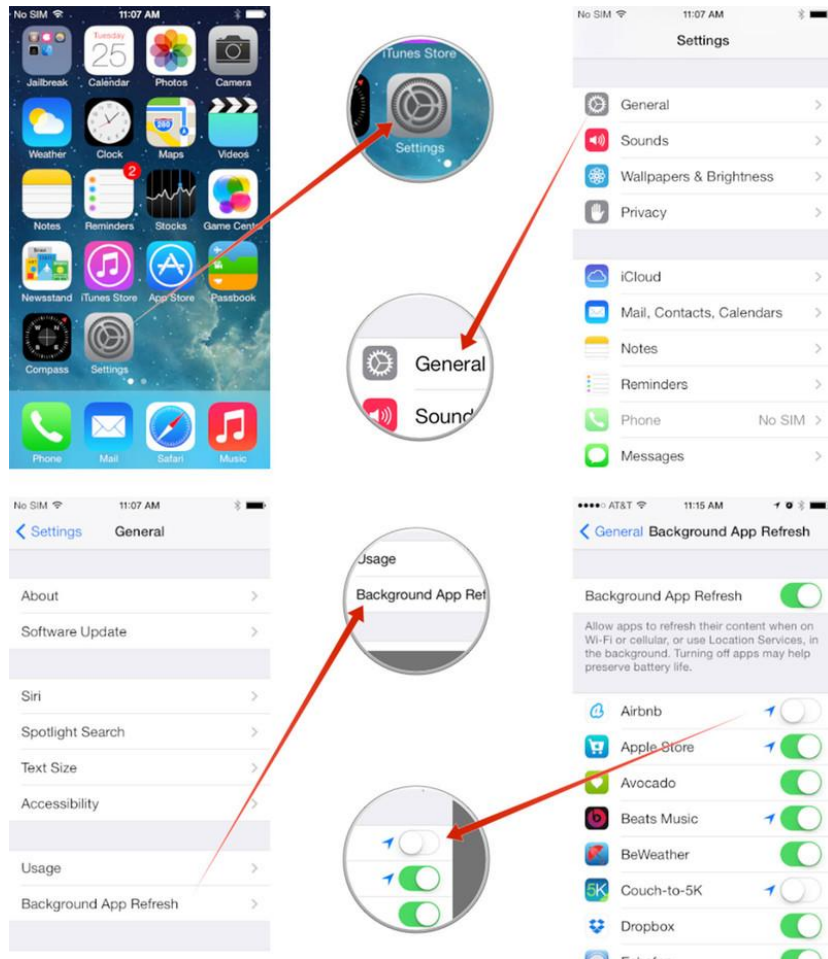 No SIM 11:07 AM
Tuesday
25
Jailbreak Calendar Photos Camera
280
Weather Clock Maps Videos
2
Notes Reminders Stocks Game Cente
Newsstand iTunes Store App Store Passbook
Compass Settings
Phone Mail Safari Music
iTunes Store
Settings
General
Sound
No SIM 11:07 AM
Settings
General
Sounds
Wallpapers & Brightness
Privacy
iCloud
Mail, Contacts, Calendars
Notes
Reminders
Phone No SIM
Messages
No SIM 11:07 AM
Settings General
About
Software Update
Siri
Spotlight Search
Text Size
Accessibility
Usage
Background App Refresh
Usage
Background App Ref
AT&T 11:15 AM
General Background App Refresh
Background App Refresh
Allow apps to refresh their content when on
Wi-Fi or cellular, or use Location Services, in
the background. Turning off apps may help
preserve battery life.
Airbnb
Apple Store
Avocado
Beats Music
BeWeather
5K Couch-to-5K
Dropbox